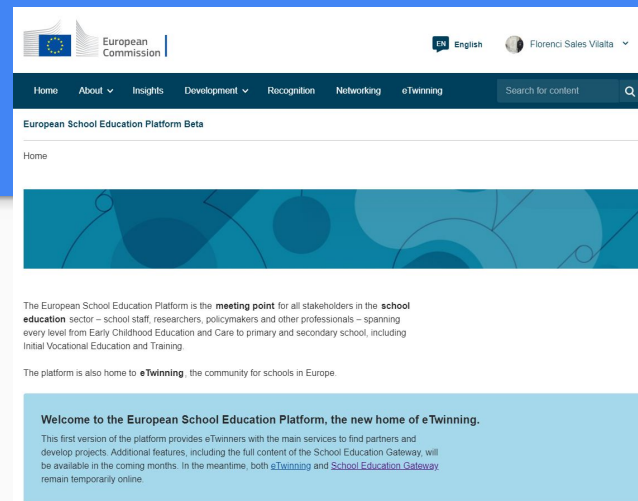 European
Commission
EN English Florenci Sales Vilalta
Home About Insights Development Recognition Networking eTwinning Search for content
European School Education Platform Beta
Home
The European School Education Platform is the meeting point for all stakeholders in the school
education sector – school staff, researchers, policymakers and other professionals – spanning
every level from Early Childhood Education and Care to primary and secondary school, including
Initial Vocational Education and Training.
The platform is also home to eTwinning, the community for schools in Europe.
Welcome to the European School Education Platform, the new home of eTwinning.
This first version of the platform provides eTwinners with the main services to find partners and
develop projects. Additional features, including the full content of the School Education Gateway, will
be available in the coming months. In the meantime, both eTwinning and School Education Gateway
remain temporarily online.